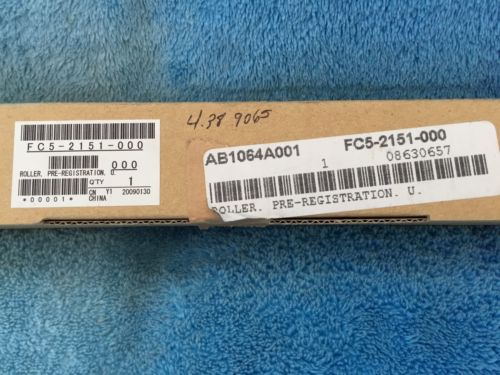 4.38 9065
FC5-2151-000
000
ROLLER. PRE-REGISTRATION. U.
Q'TY 1
CN Y1 20090130
CHINA
*00001*
AB1064A001 FC5-2151-000
1 08630657
ROLLER. PRE-REGISTRATION. U.